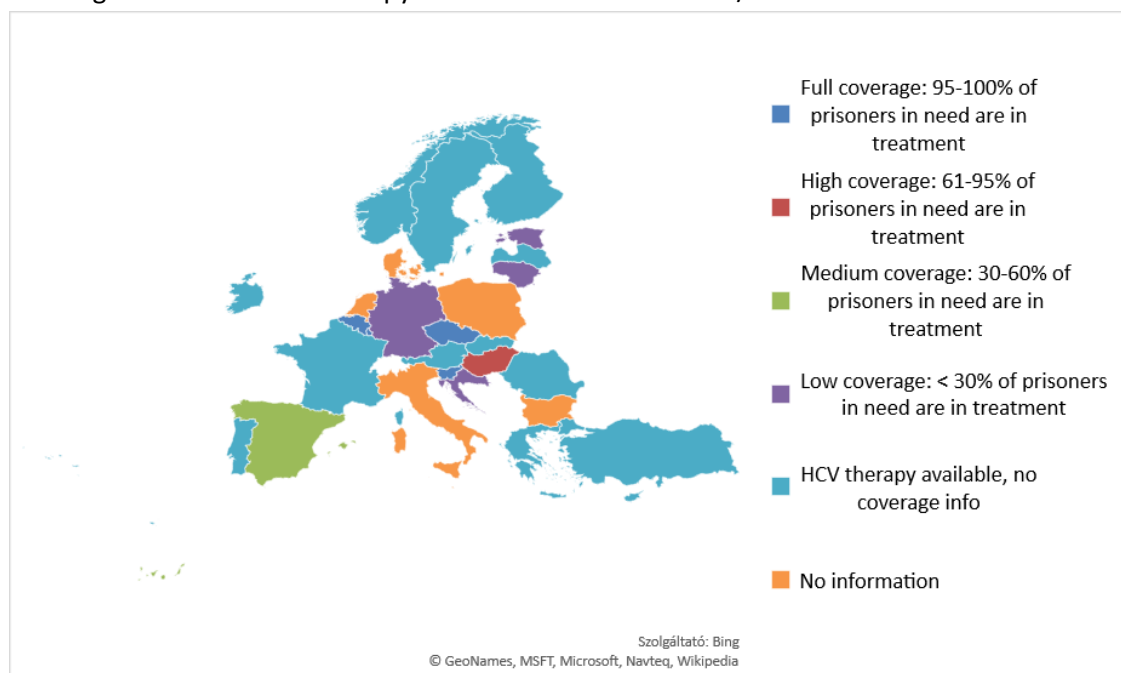 Full coverage: 95-100% of
prisoners in need are in
treatment
High coverage: 61-95% of
prisoners in need are in
treatment
Medium coverage: 30-60% of
prisoners in need are in
treatment
Low coverage: < 30% of prisoners
in need are in treatment
HCV therapy available, no
coverage info
No information
Szolgáltató: Bing
© GeoNames, MSFT, Microsoft, Navteq, Wikipedia